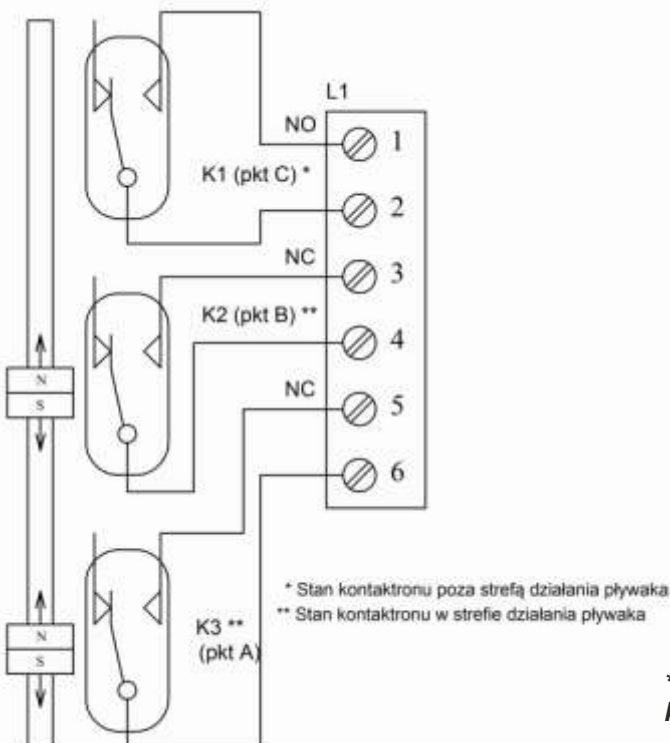 L1
NO
1
K1 (pkt C) *
2
NC
3
K2 (pkt B) **
4
N
S
NC
5
6
* Stan kontaktronu poza strefą działania pływaka
** Stan kontaktronu w strefie działania pływaka
K3 **
(pkt A)
N
S
*